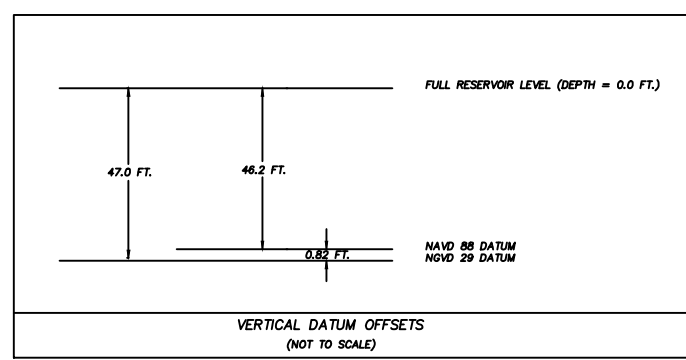 FULL RESERVOIR LEVEL (DEPTH = 0.0 FT.)
47.0 FT.
46.2 FT.
NAVD 88 DATUM
0.82 FT.
NGVD 29 DATUM
VERTICAL DATUM OFFSETS
(NOT TO SCALE)